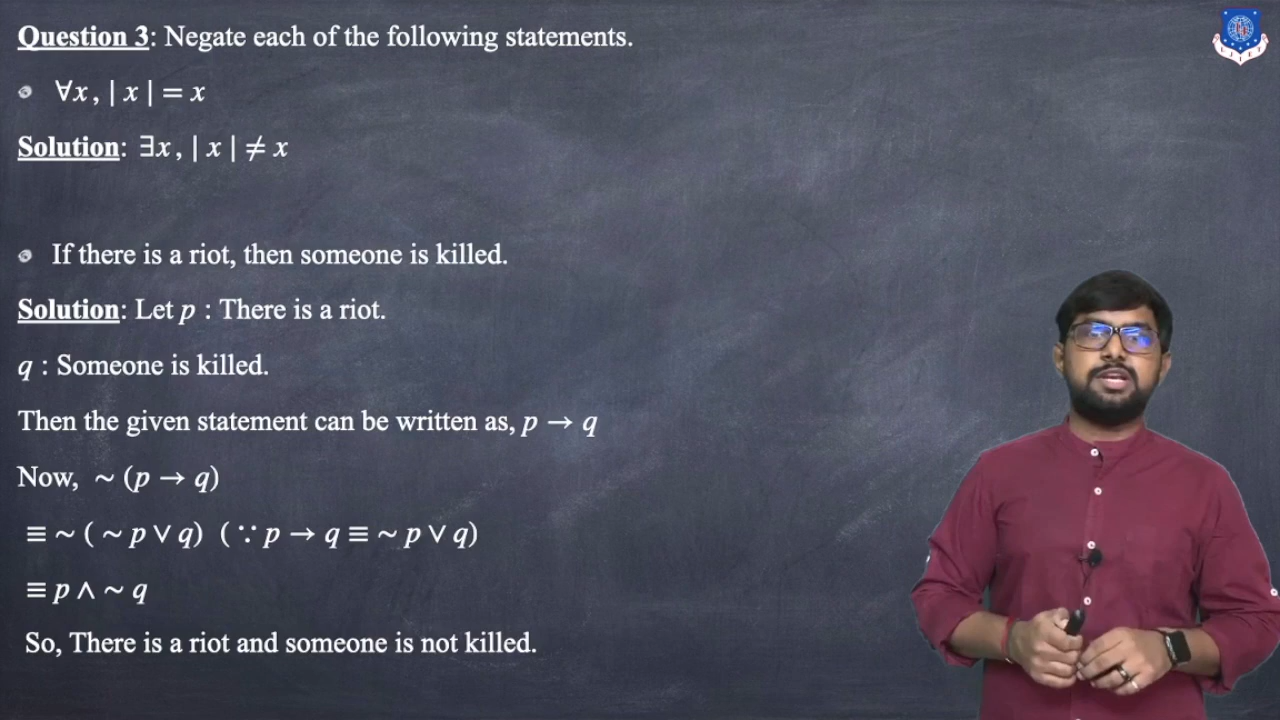 Question 3: Negate each of the following statements.
∀x, | x | = x
Solution: ∃x, | x | ≠ x
If there is a riot, then someone is killed.
Solution: Let p : There is a riot.
q : Someone is killed.
Then the given statement can be written as, p → q
Now, ~ (p → q)
≡ ~ ( ~ p ∨ q) ( ∵ p → q ≡ ~ p ∨ q)
≡ p ∧ ~ q
So, There is a riot and someone is not killed.